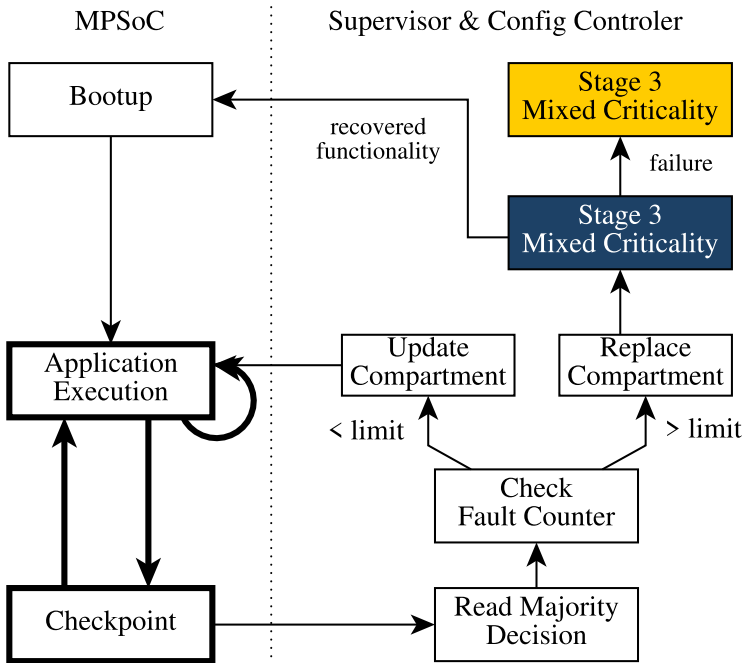 MPSoC
Supervisor & Config Controler
Bootup
Stage 3
Mixed Criticality
recovered
functionality
failure
Stage 3
Mixed Criticality
Application
Execution
Update
Compartment
Replace
Compartment
< limit
> limit
Check
Fault Counter
Checkpoint
Read Majority
Decision